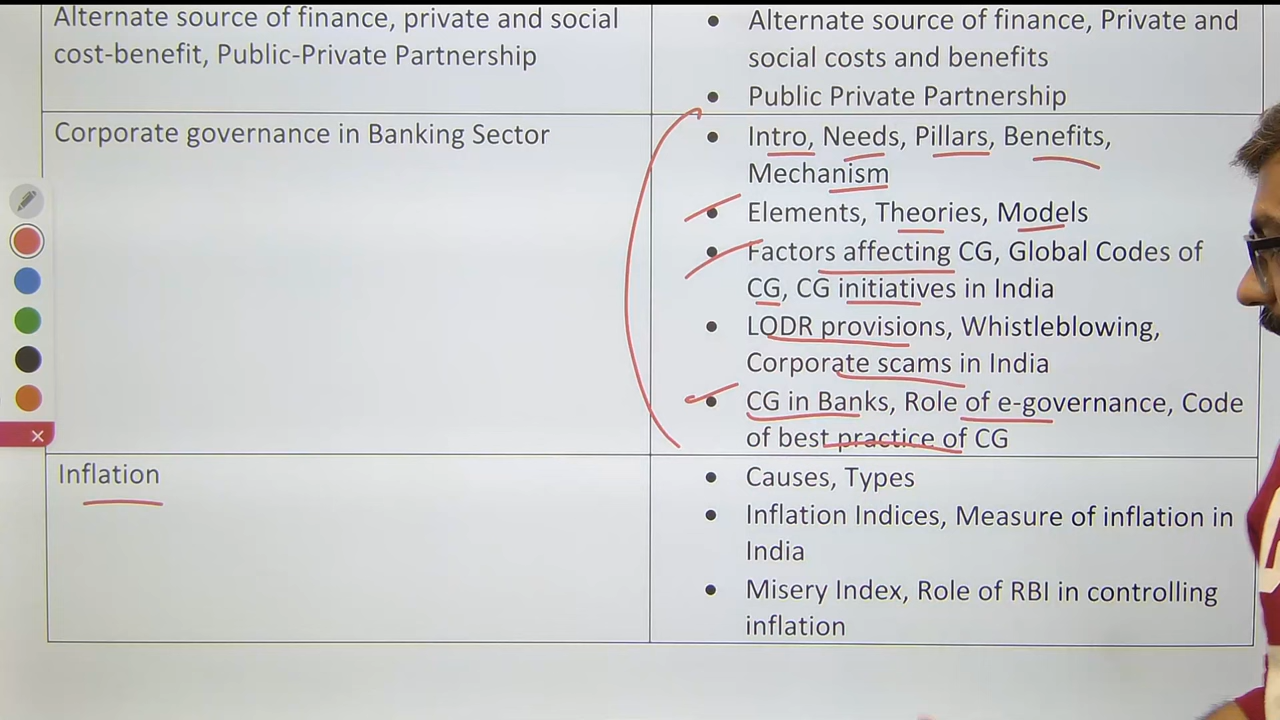 Alternate source of finance, private and social
cost-benefit, Public-Private Partnership
• Alternate source of finance, Private and
social costs and benefits
• Public Private Partnership
Corporate governance in Banking Sector
• Intro, Needs, Pillars, Benefits,
Mechanism
• Elements, Theories, Models
• Factors affecting CG, Global Codes of
CG, CG initiatives in India
• LODR provisions, Whistleblowing,
Corporate scams in India
• CG in Banks, Role of e-governance, Code
of best practice of CG
Inflation
• Causes, Types
• Inflation Indices, Measure of inflation in
India
• Misery Index, Role of RBI in controlling
inflation